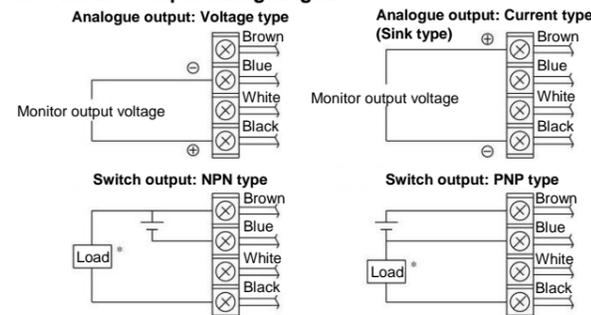 Analogue output: Voltage type
Brown
Blue
White
Black
⊖
Monitor output voltage
⊕
Analogue output: Current type
(Sink type)
⊕
Brown
Blue
White
Black
Monitor output voltage
⊖
Switch output: NPN type
Brown
Blue
White
Black
Load *
Switch output: PNP type
Brown
Blue
White
Black
Load *